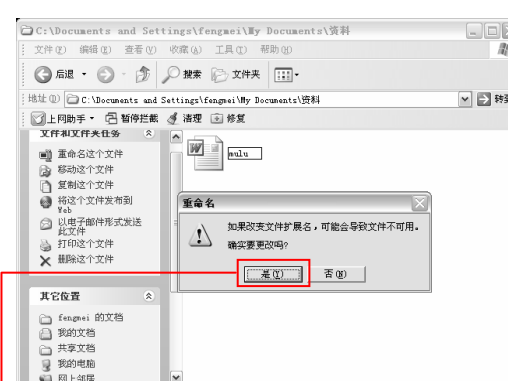 C:\Documents and Settings\fengmei\My Documents\资料
文件(F) 编辑(E) 查看(V) 收藏(A) 工具(T) 帮助(H)
后退 搜索 文件夹
地址(D) C:\Documents and Settings\fengmei\My Documents\资料 转到
上网助手 暂停拦截 清理 修复
文件和文件夹任务
重命名这个文件
移动这个文件
复制这个文件
将这个文件发布到
Web
以电子邮件形式发送
此文件
打印这个文件
删除这个文件
mulu
重命名
如果改变文件扩展名，可能会导致文件不可用。
确实要更改吗?
是(Y) 否(N)
其它位置
fengmei 的文档
我的文档
共享文档
我的电脑
网上邻居